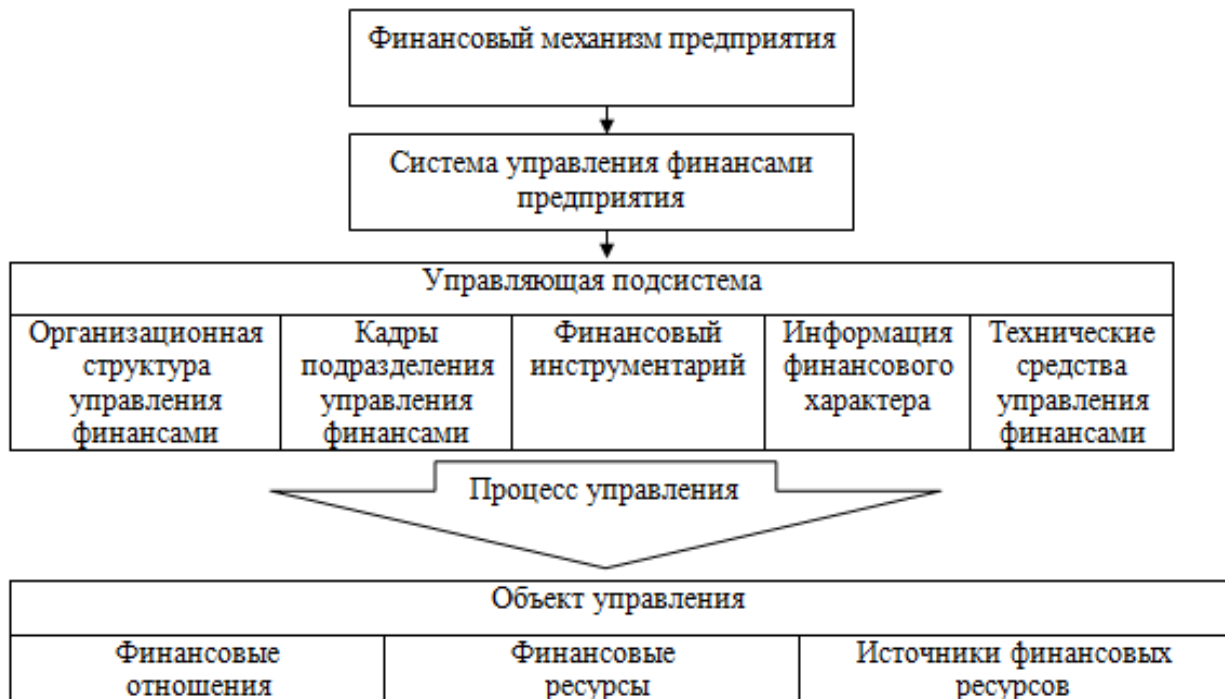 Финансовый механизм предприятия
Система управления финансами
предприятия
Управляющая подсистема
Организационная
структура
управления
финансами
Кадры
подразделения
управления
финансами
Финансовый
инструментарий
Информация
финансового
характера
Технические
средства
управления
финансами
Процесс управления
Объект управления
Финансовые
отношения
Финансовые
ресурсы
Источники финансовых
ресурсов